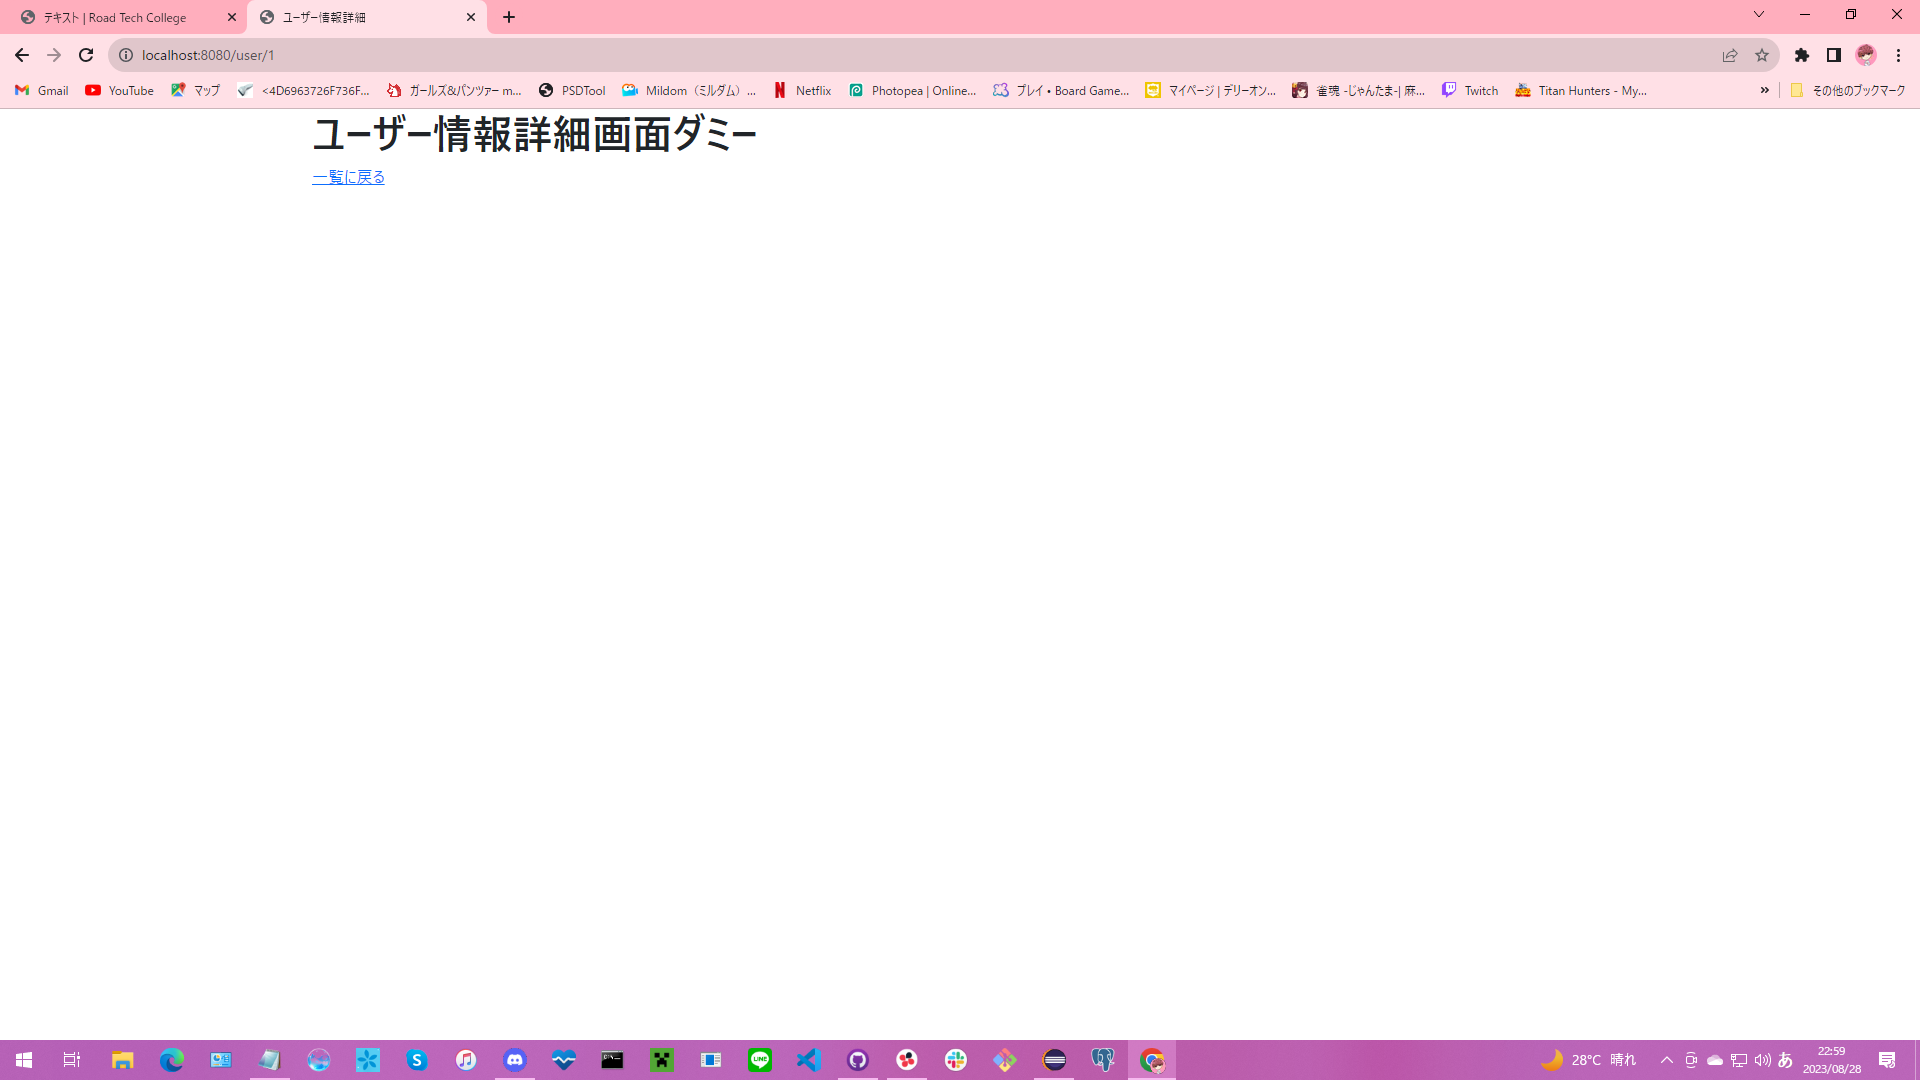 テキスト | Road Tech College
ユーザー情報詳細
localhost:8080/user/1
Gmail
YouTube
マップ
<4D6963726F736F...
ガールズ&パンツァー m...
PSDTool
Mildom（ミルダム）...
Netflix
Photopea | Online...
プレイ • Board Game...
マイページ | デリーオン...
雀魂 -じゃんたま-| 麻...
Twitch
Titan Hunters - My...
»
その他のブックマーク
ユーザー情報詳細画面ダミー
一覧に戻る
28°C 晴れ
あ
22:59
2023/08/28